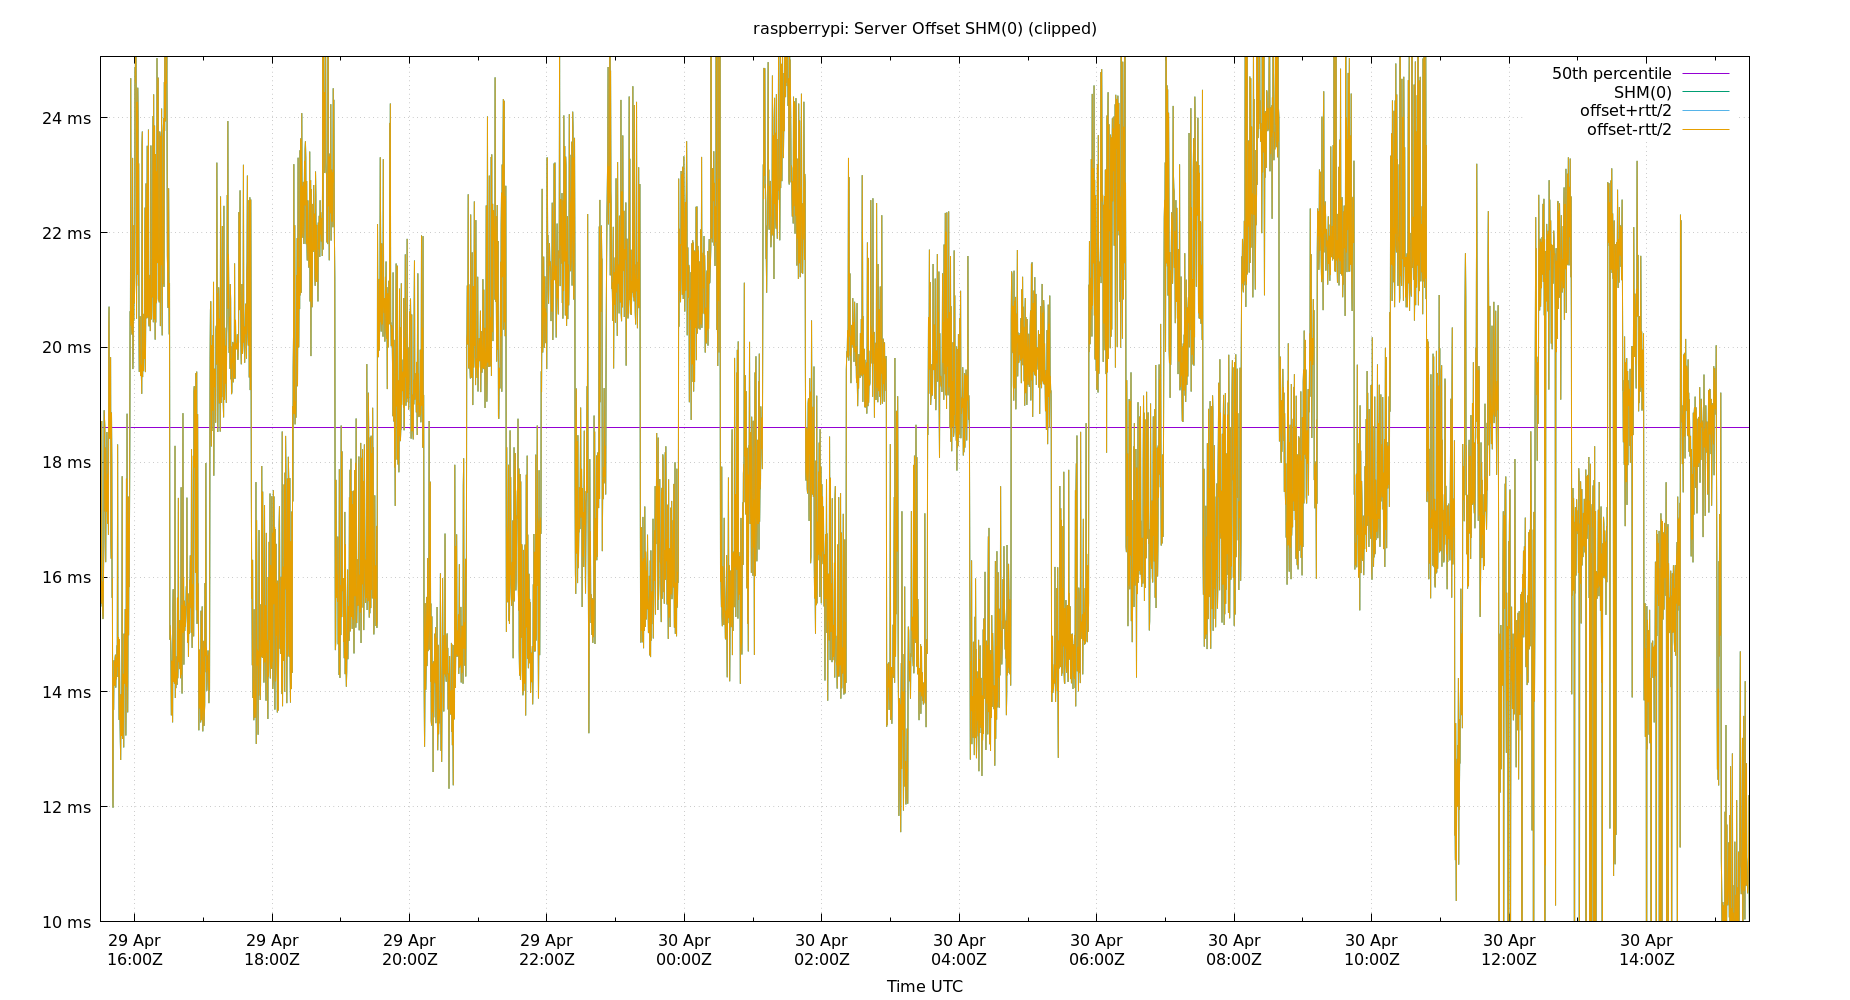 raspberrypi: Server Offset SHM(0) (clipped)
50th percentile
SHM(0)
offset+rtt/2
offset-rtt/2
24 ms
22 ms
20 ms
18 ms
16 ms
14 ms
12 ms
10 ms
29 Apr 29 Apr 29 Apr 29 Apr 30 Apr 30 Apr 30 Apr 30 Apr 30 Apr 30 Apr 30 Apr 30 Apr
16:00Z 18:00Z 20:00Z 22:00Z 00:00Z 02:00Z 04:00Z 06:00Z 08:00Z 10:00Z 12:00Z 14:00Z
Time UTC